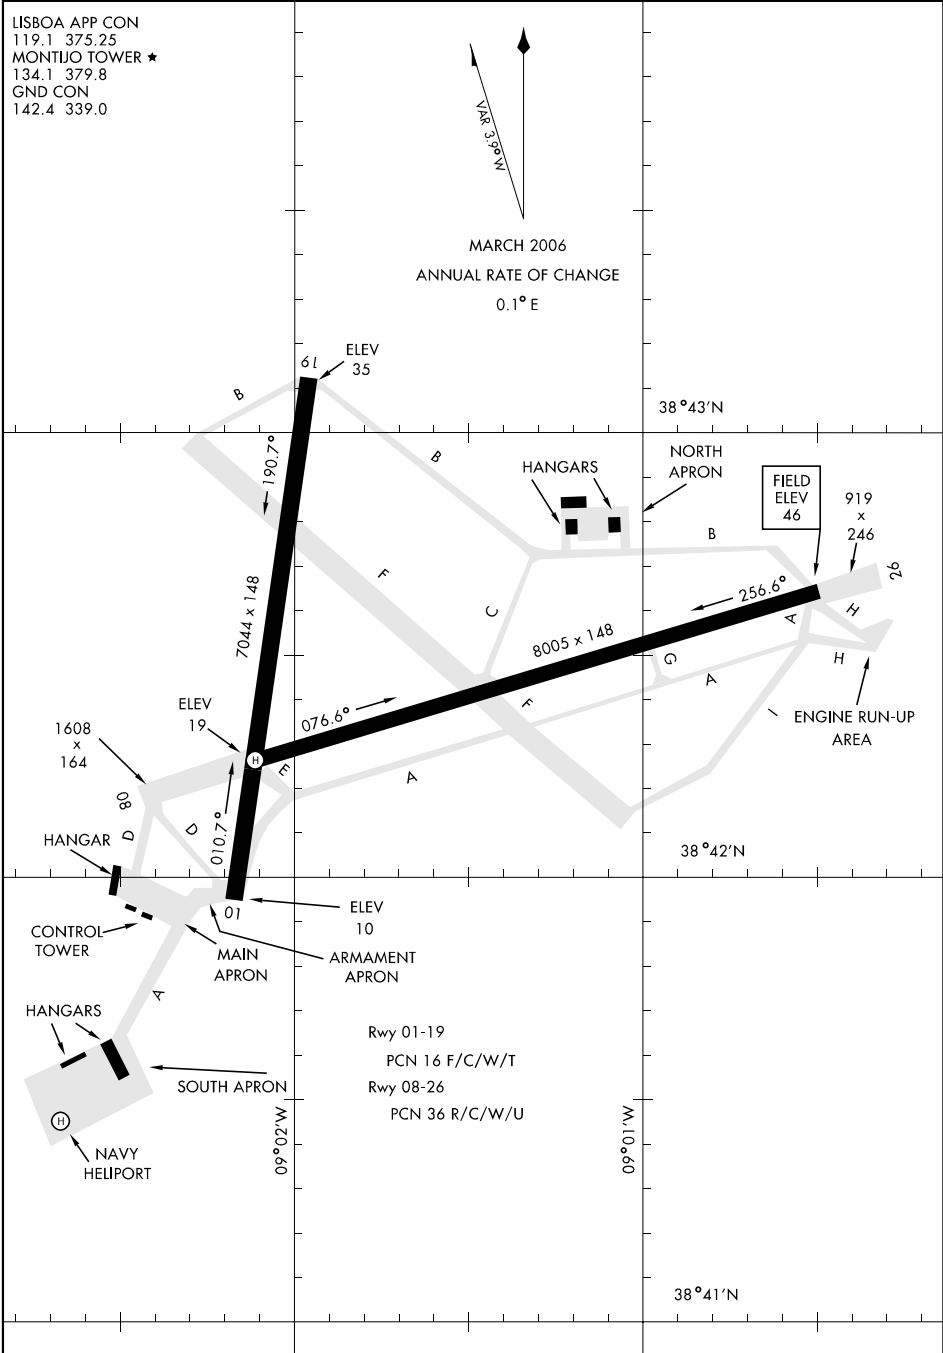 LISBOA APP CON
119.1 375.25
MONTIJO TOWER ★
134.1 379.8
GND CON
142.4 339.0
VAR 3.9° W
MARCH 2006
ANNUAL RATE OF CHANGE
0.1° E
19
ELEV
35
B
38°43'N
190.7°
B
HANGARS
NORTH
APRON
FIELD
ELEV
46
919
x
246
B
26
F
7044 x 148
C
256.6°
A
H
8005 x 148
G
A
H
ELEV
19
076.6°
F
I
ENGINE RUN-UP
AREA
1608
x
164
H
E
A
08
D
D
010.7°
HANGAR
38°42'N
01
ELEV
10
CONTROL
TOWER
MAIN
APRON
ARMAMENT
APRON
A
HANGARS
Rwy 01-19
PCN 16 F/C/W/T
Rwy 08-26
PCN 36 R/C/W/U
SOUTH APRON
H
NAVY
HELIPORT
09°02'W
09°01'W
38°41'N